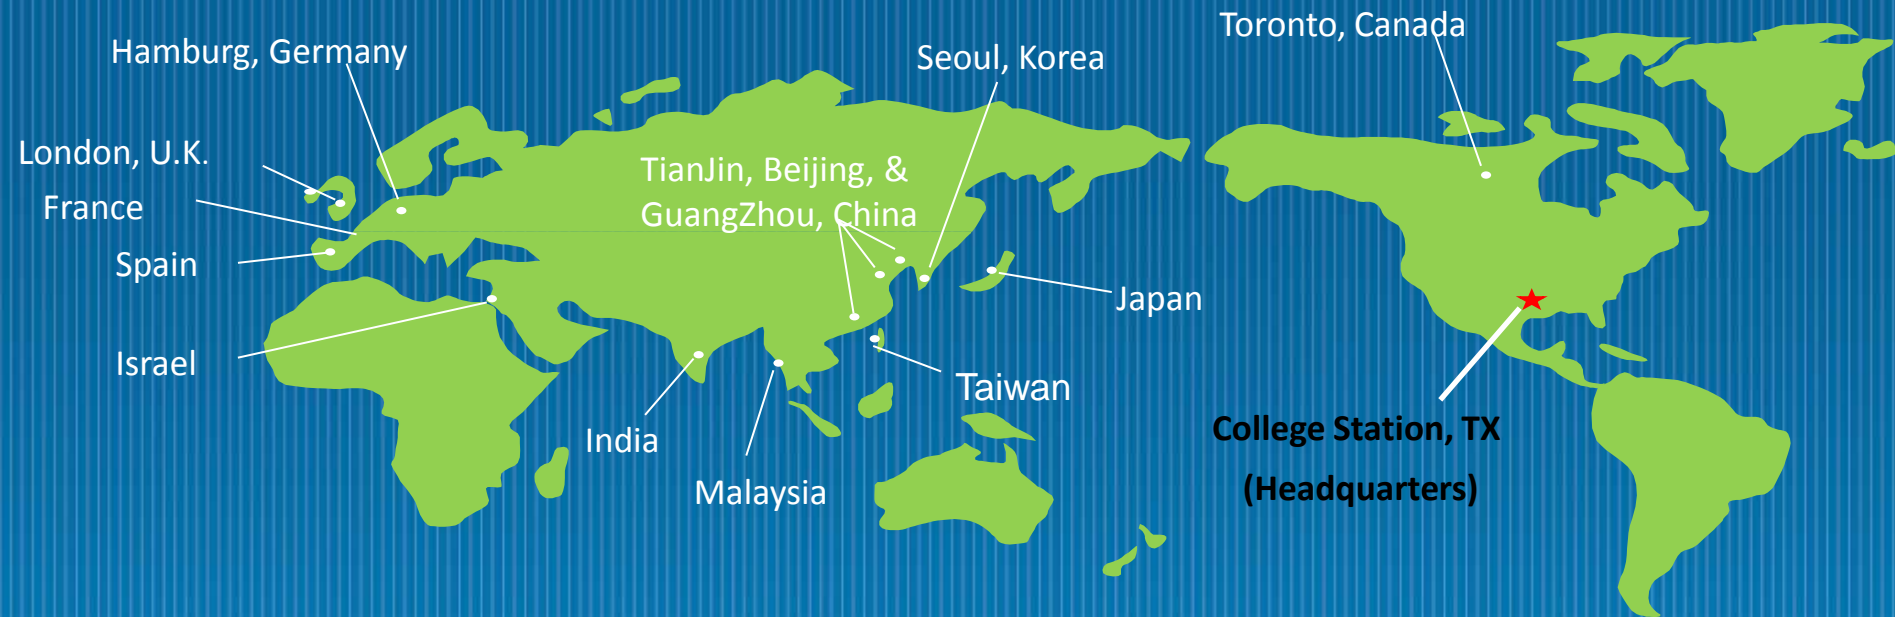 Hamburg, Germany
Seoul, Korea
Toronto, Canada
London, U.K.
TianJin, Beijing, &
GuangZhou, China
France
Spain
Japan
Israel
Taiwan
India
Malaysia
College Station, TX
(Headquarters)